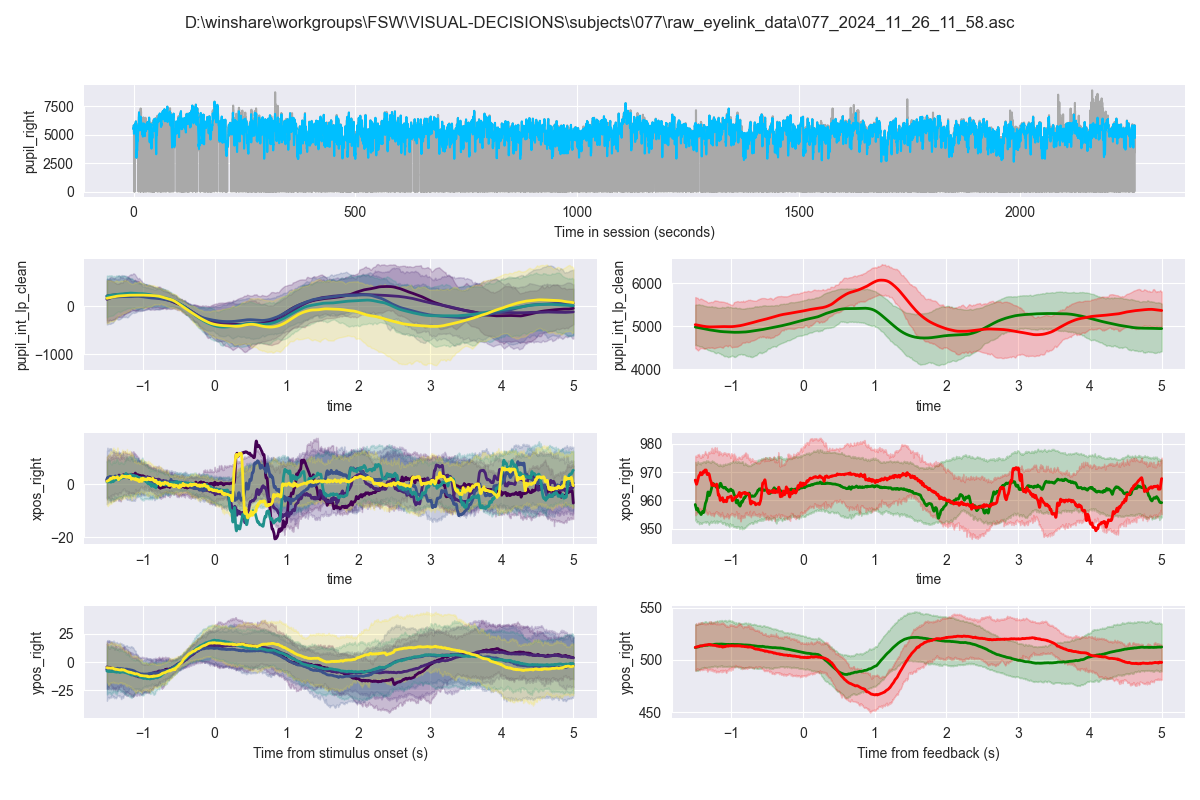 D:\winshare\workgroups\FSW\VISUAL-DECISIONS\subjects\077\raw_eyelink_data\077_2024_11_26_11_58.asc
pupil_right
7500
5000
2500
0
0 500 1000 1500 2000
Time in session (seconds)
pupil_int_lp_clean
0
−1000
−1 0 1 2 3 4 5
time
pupil_int_lp_clean
6000
5000
4000
−1 0 1 2 3 4 5
time
xpos_right
0
−20
−1 0 1 2 3 4 5
time
xpos_right
980
970
960
950
−1 0 1 2 3 4 5
time
ypos_right
25
0
−25
−1 0 1 2 3 4 5
Time from stimulus onset (s)
ypos_right
550
500
450
−1 0 1 2 3 4 5
Time from feedback (s)